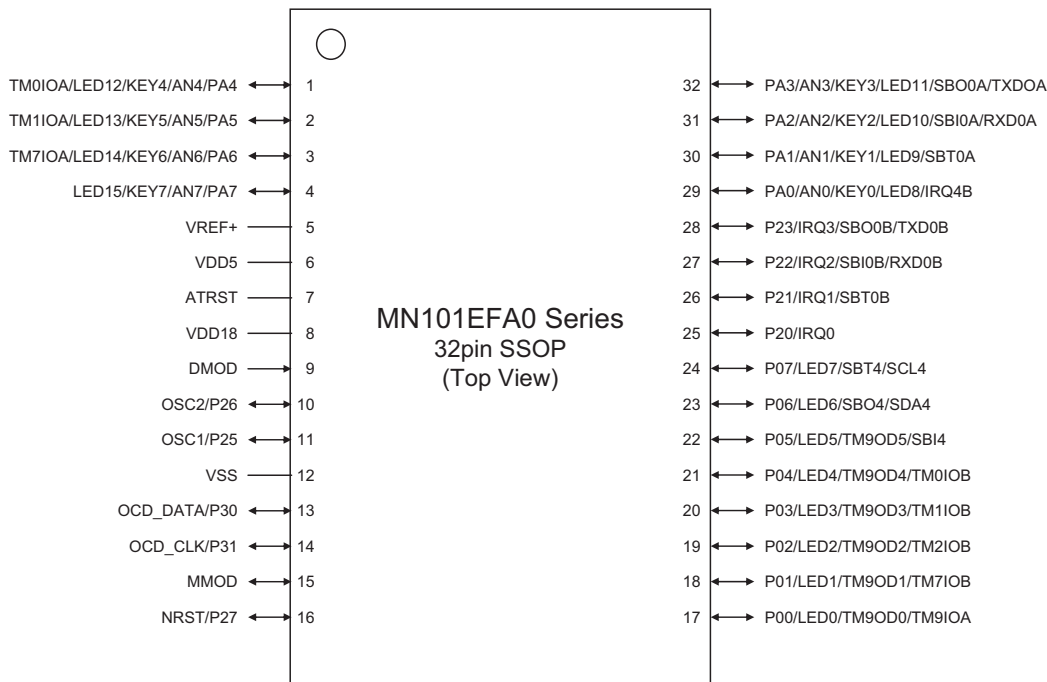 TM0IOA/LED12/KEY4/AN4/PA4 1
TM1IOA/LED13/KEY5/AN5/PA5 2
TM7IOA/LED14/KEY6/AN6/PA6 3
LED15/KEY7/AN7/PA7 4
VREF+ 5
VDD5 6
ATRST 7
VDD18 8
DMOD 9
OSC2/P26 10
OSC1/P25 11
VSS 12
OCD_DATA/P30 13
OCD_CLK/P31 14
MMOD 15
NRST/P27 16
MN101EFA0 Series
32pin SSOP
(Top View)
32 PA3/AN3/KEY3/LED11/SBO0A/TXDOA
31 PA2/AN2/KEY2/LED10/SBI0A/RXD0A
30 PA1/AN1/KEY1/LED9/SBT0A
29 PA0/AN0/KEY0/LED8/IRQ4B
28 P23/IRQ3/SBO0B/TXD0B
27 P22/IRQ2/SBI0B/RXD0B
26 P21/IRQ1/SBT0B
25 P20/IRQ0
24 P07/LED7/SBT4/SCL4
23 P06/LED6/SBO4/SDA4
22 P05/LED5/TM9OD5/SBI4
21 P04/LED4/TM9OD4/TM0IOB
20 P03/LED3/TM9OD3/TM1IOB
19 P02/LED2/TM9OD2/TM2IOB
18 P01/LED1/TM9OD1/TM7IOB
17 P00/LED0/TM9OD0/TM9IOA